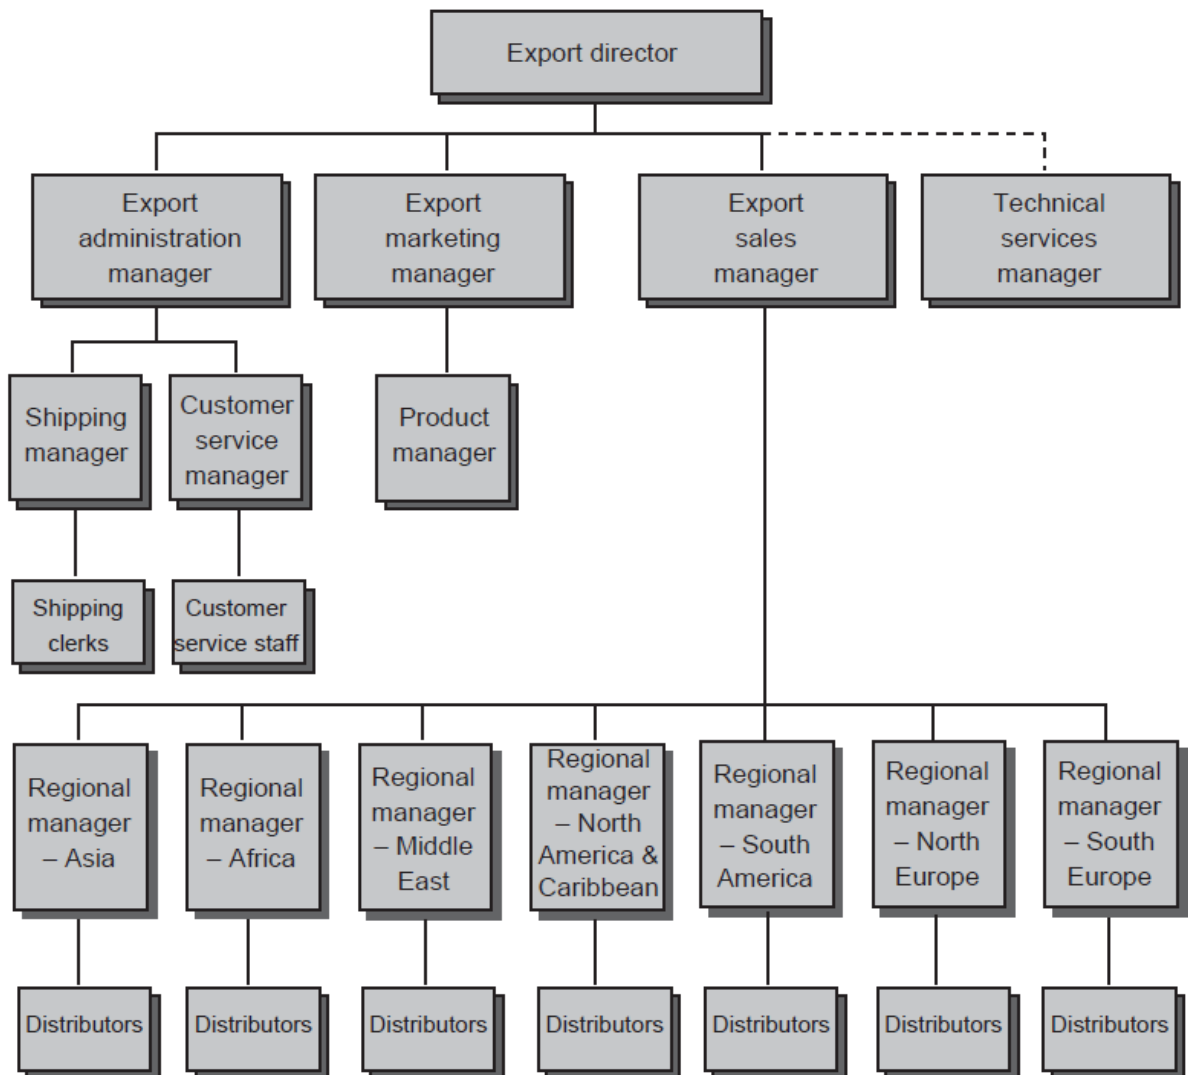 Export director
Export
administration
manager
Export
marketing
manager
Export
sales
manager
Technical
services
manager
Shipping
manager
Customer
service
manager
Product
manager
Shipping
clerks
Customer
service staff
Regional
manager
– Asia
Regional
manager
– Africa
Regional
manager
– Middle
East
Regional
manager
– North
America &
Caribbean
Regional
manager
– South
America
Regional
manager
– North
Europe
Regional
manager
– South
Europe
Distributors
Distributors
Distributors
Distributors
Distributors
Distributors
Distributors